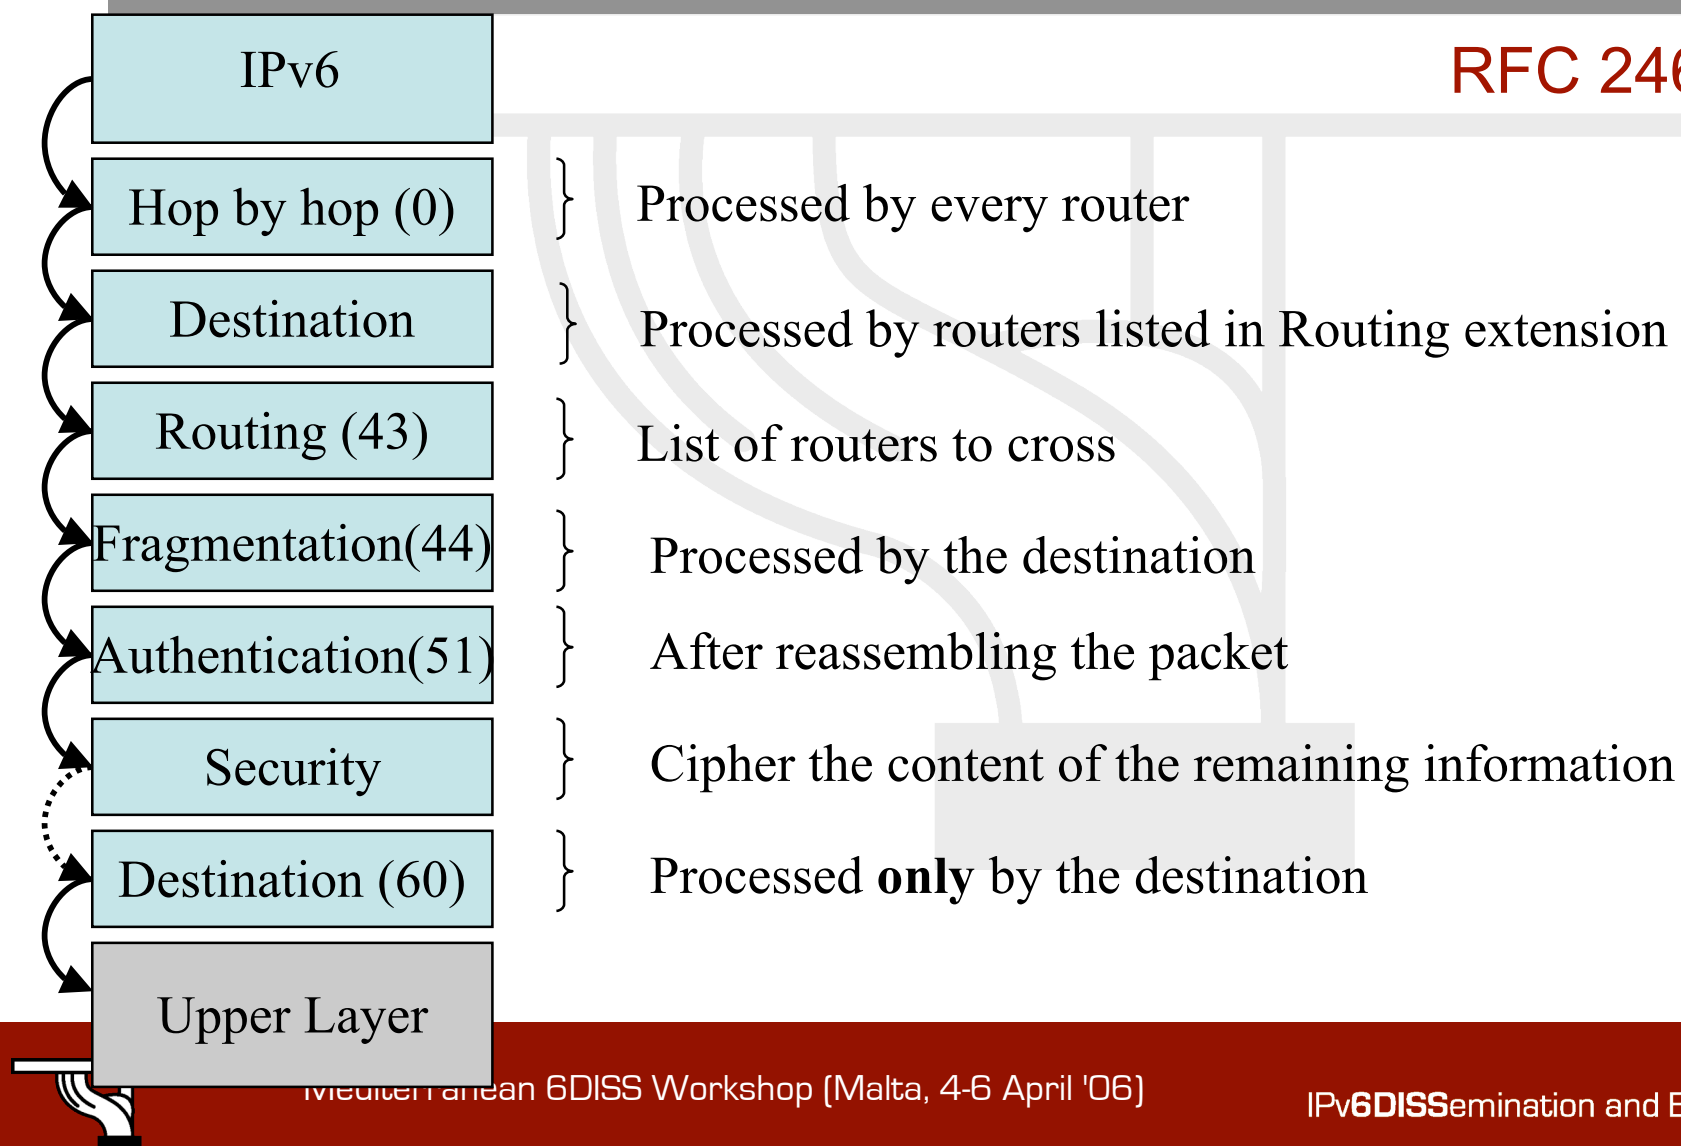 IPv6
RFC 246
Hop by hop (0)
Processed by every router
Destination
Processed by routers listed in Routing extension
Routing (43)
List of routers to cross
Fragmentation(44)
Processed by the destination
Authentication(51)
After reassembling the packet
Security
Cipher the content of the remaining information
Destination (60)
Processed only by the destination
Upper Layer
Mediterranean 6DISS Workshop (Malta, 4-6 April '06)
IPv6DISSemination and E